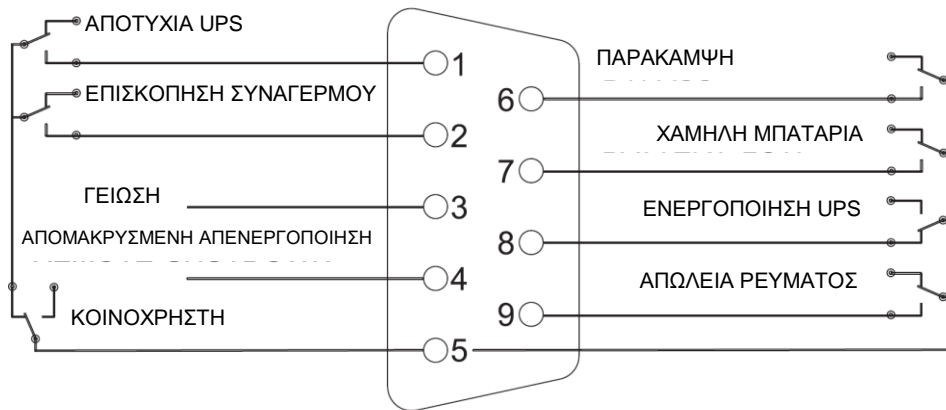 ΑΠΟΤΥΧΙΑ UPS
1
ΕΠΙΣΚΟΠΗΣΗ ΣΥΝΑΓΕΡΜΟΥ
2
ΓΕΙΩΣΗ
3
ΑΠΟΜΑΚΡΥΣΜΕΝΗ ΑΠΕΝΕΡΓΟΠΟΙΗΣΗ
4
ΚΟΙΝΟΧΡΗΣΤΗ
5
ΠΑΡΑΚΑΜΨΗ
6
ΧΑΜΗΛΗ ΜΠΑΤΑΡΙΑ
7
ΕΝΕΡΓΟΠΟΙΗΣΗ UPS
8
ΑΠΩΛΕΙΑ ΡΕΥΜΑΤΟΣ
9